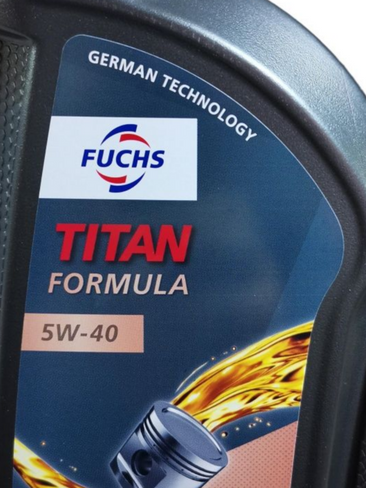 GERMAN TECHNOLOGY
FUCHS
TITAN
FORMULA
5W-40